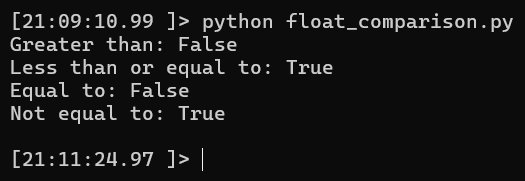 [21:09:10.99 ]> python float_comparison.py
Greater than: False
Less than or equal to: True
Equal to: False
Not equal to: True
[21:11:24.97 ]>